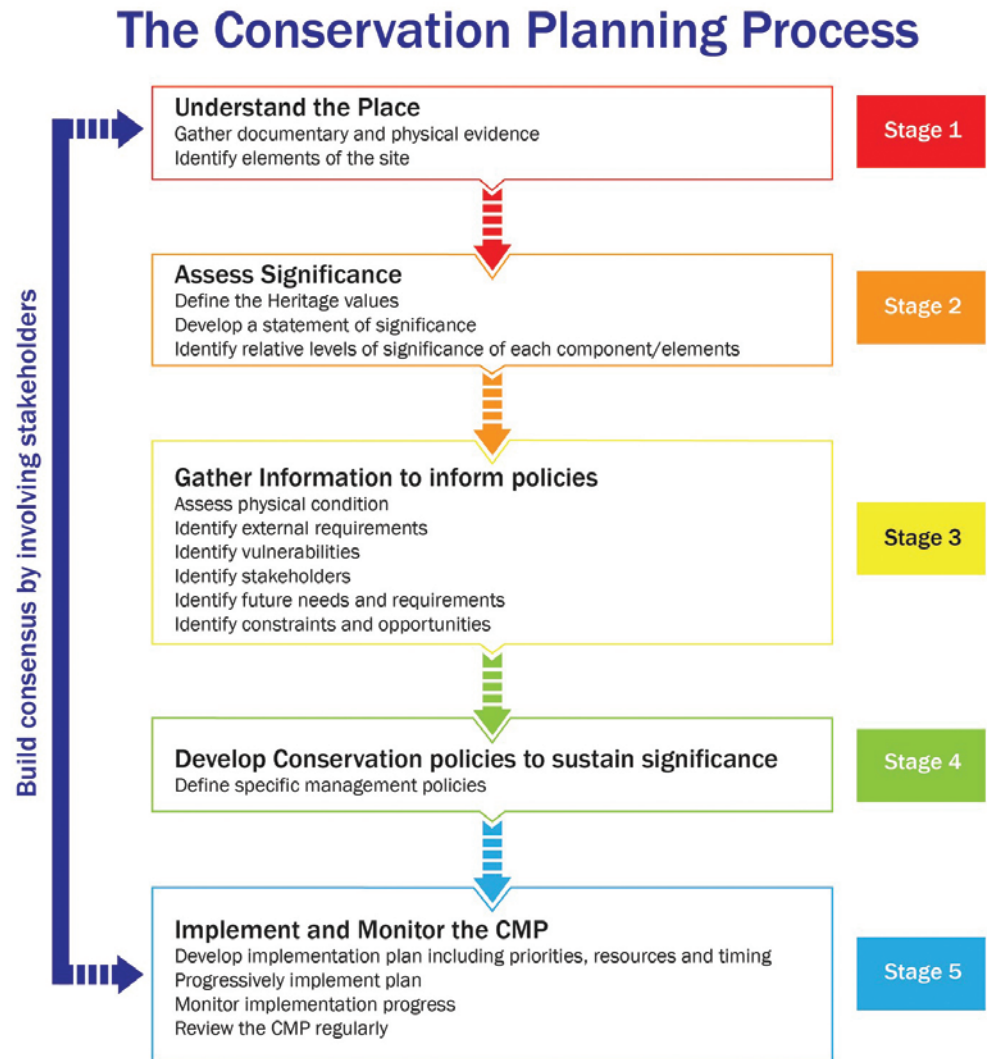 The Conservation Planning Process
Understand the Place
Gather documentary and physical evidence
Identify elements of the site
Stage 1
Assess Significance
Define the Heritage values
Develop a statement of significance
Identify relative levels of significance of each component/elements
Stage 2
Gather Information to inform policies
Assess physical condition
Identify external requirements
Identify vulnerabilities
Identify stakeholders
Identify future needs and requirements
Identify constraints and opportunities
Stage 3
Develop Conservation policies to sustain significance
Define specific management policies
Stage 4
Implement and Monitor the CMP
Develop implementation plan including priorities, resources and timing
Progressively implement plan
Monitor implementation progress
Review the CMP regularly
Stage 5
Build consensus by involving stakeholders